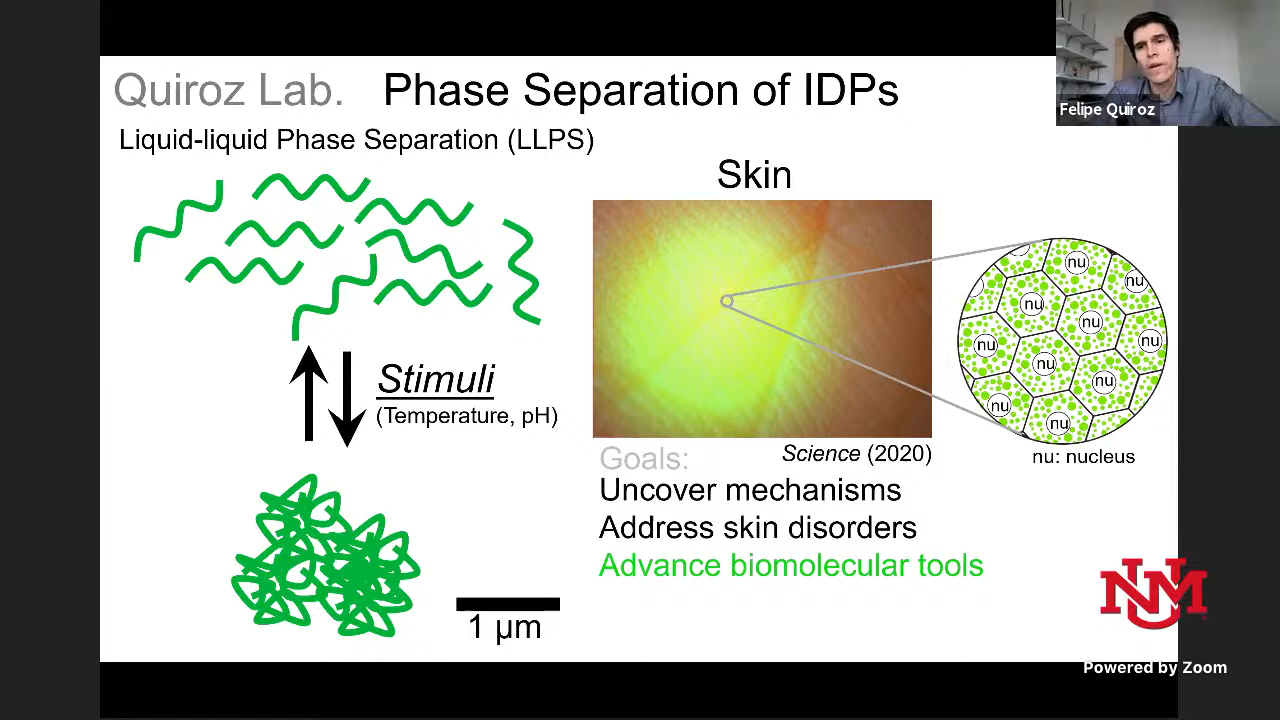 Quiroz Lab. Phase Separation of IDPs
Felipe Quiroz
Liquid-liquid Phase Separation (LLPS)
Skin
nu
nu
nu
nu
nu
nu
nu
nu
nu
nu
Stimuli
(Temperature, pH)
Science (2020)
nu: nucleus
Goals:
Uncover mechanisms
Address skin disorders
Advance biomolecular tools
1 µm
UNM
Powered by Zoom